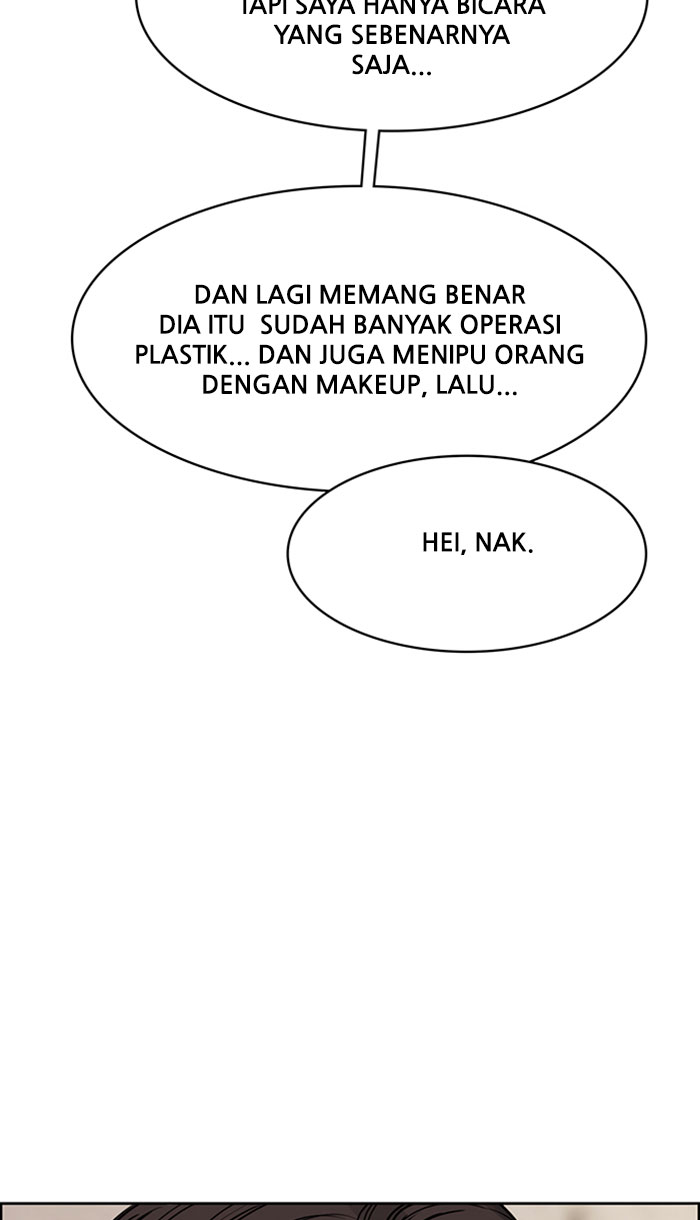 TAPI SAYA HANYA BICARA
YANG SEBENARNYA
SAJA...
DAN LAGI MEMANG BENAR
DIA ITU SUDAH BANYAK OPERASI
PLASTIK... DAN JUGA MENIPU ORANG
DENGAN MAKEUP, LALU...
HEI, NAK.